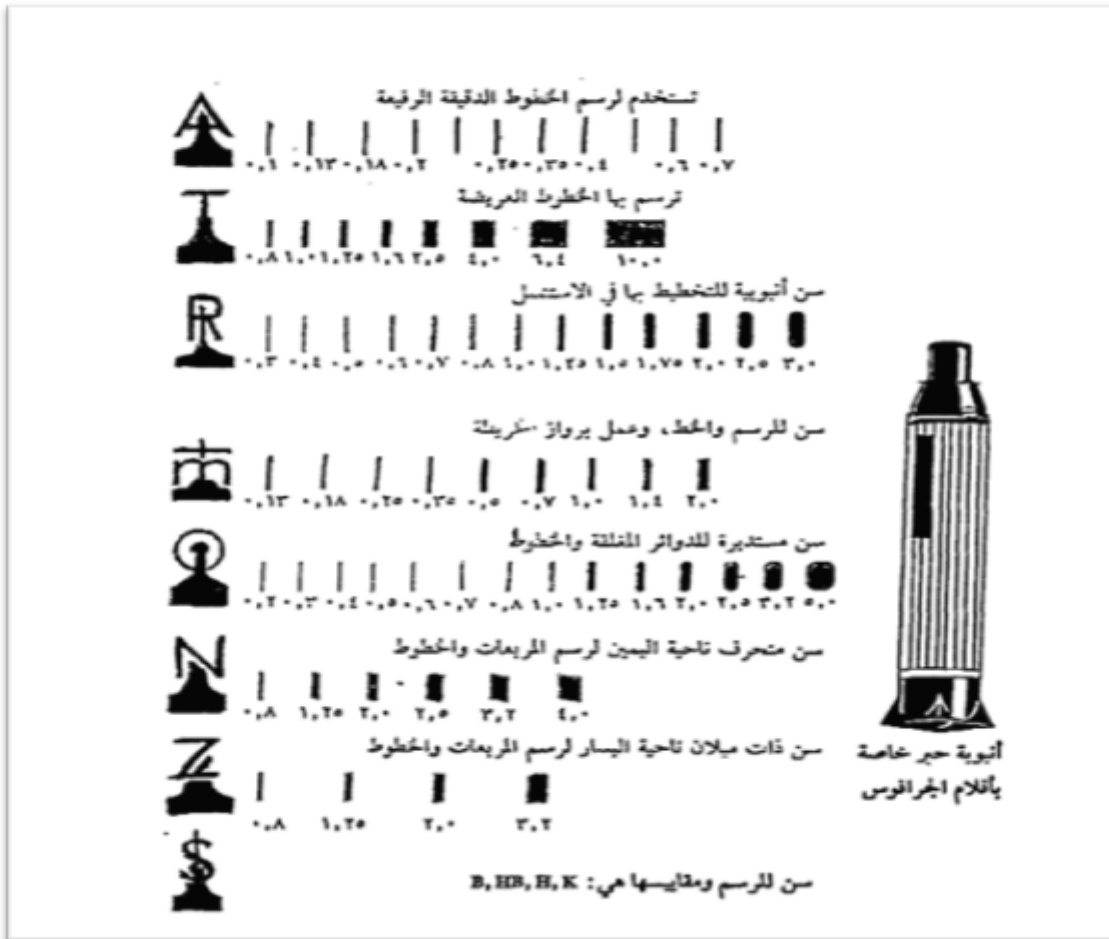 A
تستخدم لرسم الخطوط الدقيقة الرفيعة
٠,١ ٠,١٣ ٠,١٨ ٠,٢ ٠,٢٥ ٠,٣٥ ٠,٤ ٠,٦ ٠,٧
T
ترسم بها الخطوط العريضة
٠,٨ ١,٠ ١,٢٥ ١,٦ ٢,٥ ٤,٠ ٦,٤ ١٠,٠
R
سن أنبوبية للتخطيط بها في الاستنسل
٠,٣ ٠,٤ ٠,٥ ٠,٦ ٠,٧ ٠,٨ ١,٠ ١,٢٥ ١,٥ ١,٧٥ ٢,٠ ٢,٥ ٣,٠
سن للرسم والخط، وعمل برواز خريطة
٠,١٣ ٠,١٨ ٠,٢٥ ٠,٣٥ ٠,٥ ٠,٧ ١,٠ ١,٤ ٢,٠
سن مستديرة للدوائر المغلقة والخطوط
٠,٢ ٠,٣ ٠,٤ ٠,٥ ٠,٦ ٠,٧ ٠,٨ ١,٠ ١,٢٥ ١,٦ ٢,٠ ٢,٥ ٣,٢ ٥,٠
N
سن منحرف ناحية اليمين لرسم المربعات والخطوط
٠,٨ ١,٢٥ ٢,٠ ٢,٥ ٣,٢ ٤,٠
Z
سن ذات ميلان ناحية اليسار لرسم المربعات والخطوط
٠,٨ ١,٢٥ ٢,٠ ٣,٢
S
سن للرسم ومقاييسها هي: B, HB, H, K
أنبوبة حبر خاصة
بأقلام الجرافوس